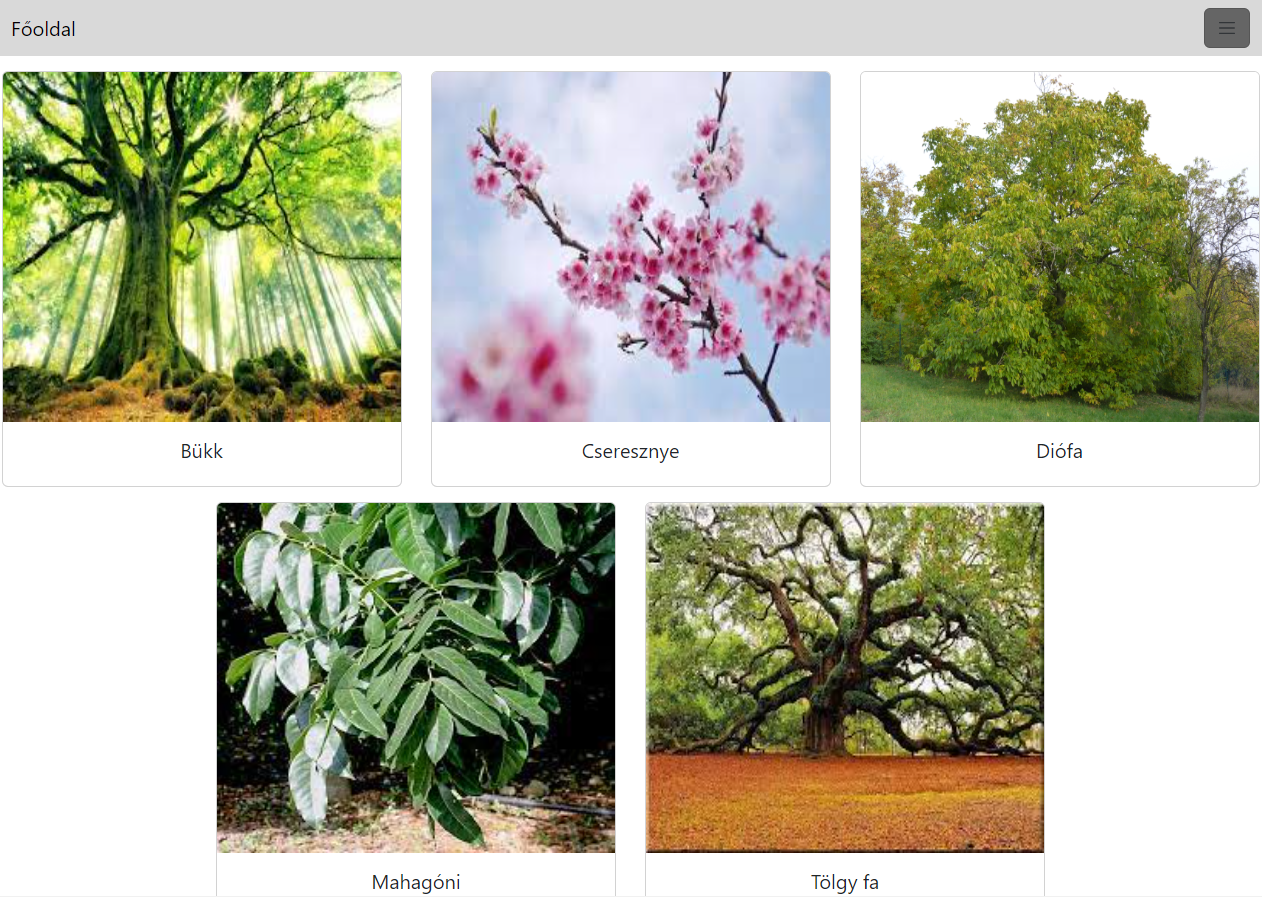 Főoldal
Bükk
Cseresznye
Diófa
Mahagóni
Tölgy fa